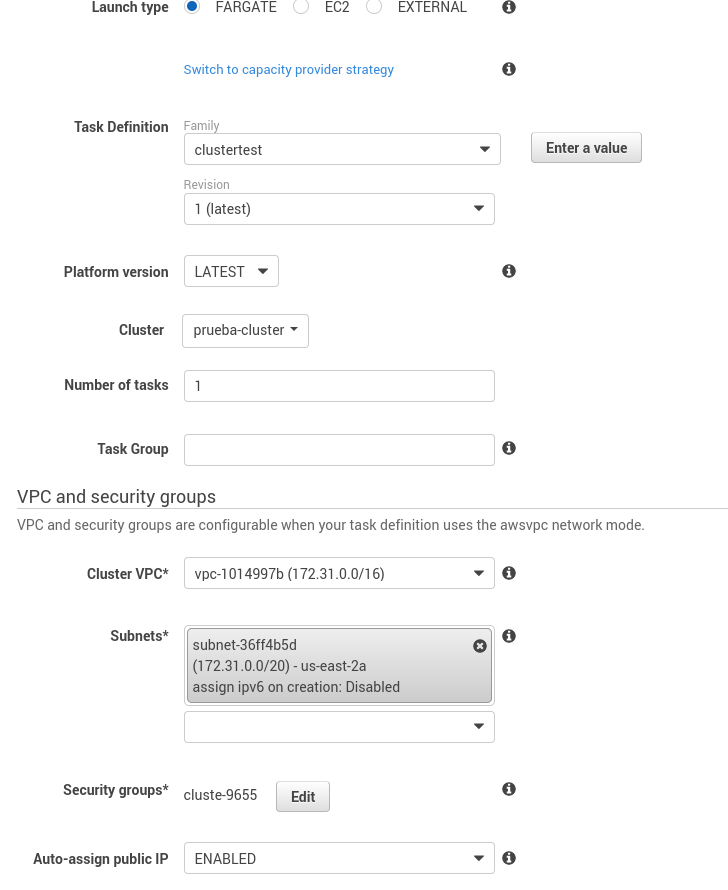 Launch type FARGATE EC2 EXTERNAL
Switch to capacity provider strategy
Task Definition Family
clustertest Enter a value
Revision
1 (latest)
Platform version LATEST
Cluster prueba-cluster
Number of tasks 1
Task Group
VPC and security groups
VPC and security groups are configurable when your task definition uses the awsvpc network mode.
Cluster VPC* vpc-1014997b (172.31.0.0/16)
Subnets* subnet-36ff4b5d
(172.31.0.0/20) - us-east-2a
assign ipv6 on creation: Disabled
Security groups* cluste-9655 Edit
Auto-assign public IP ENABLED